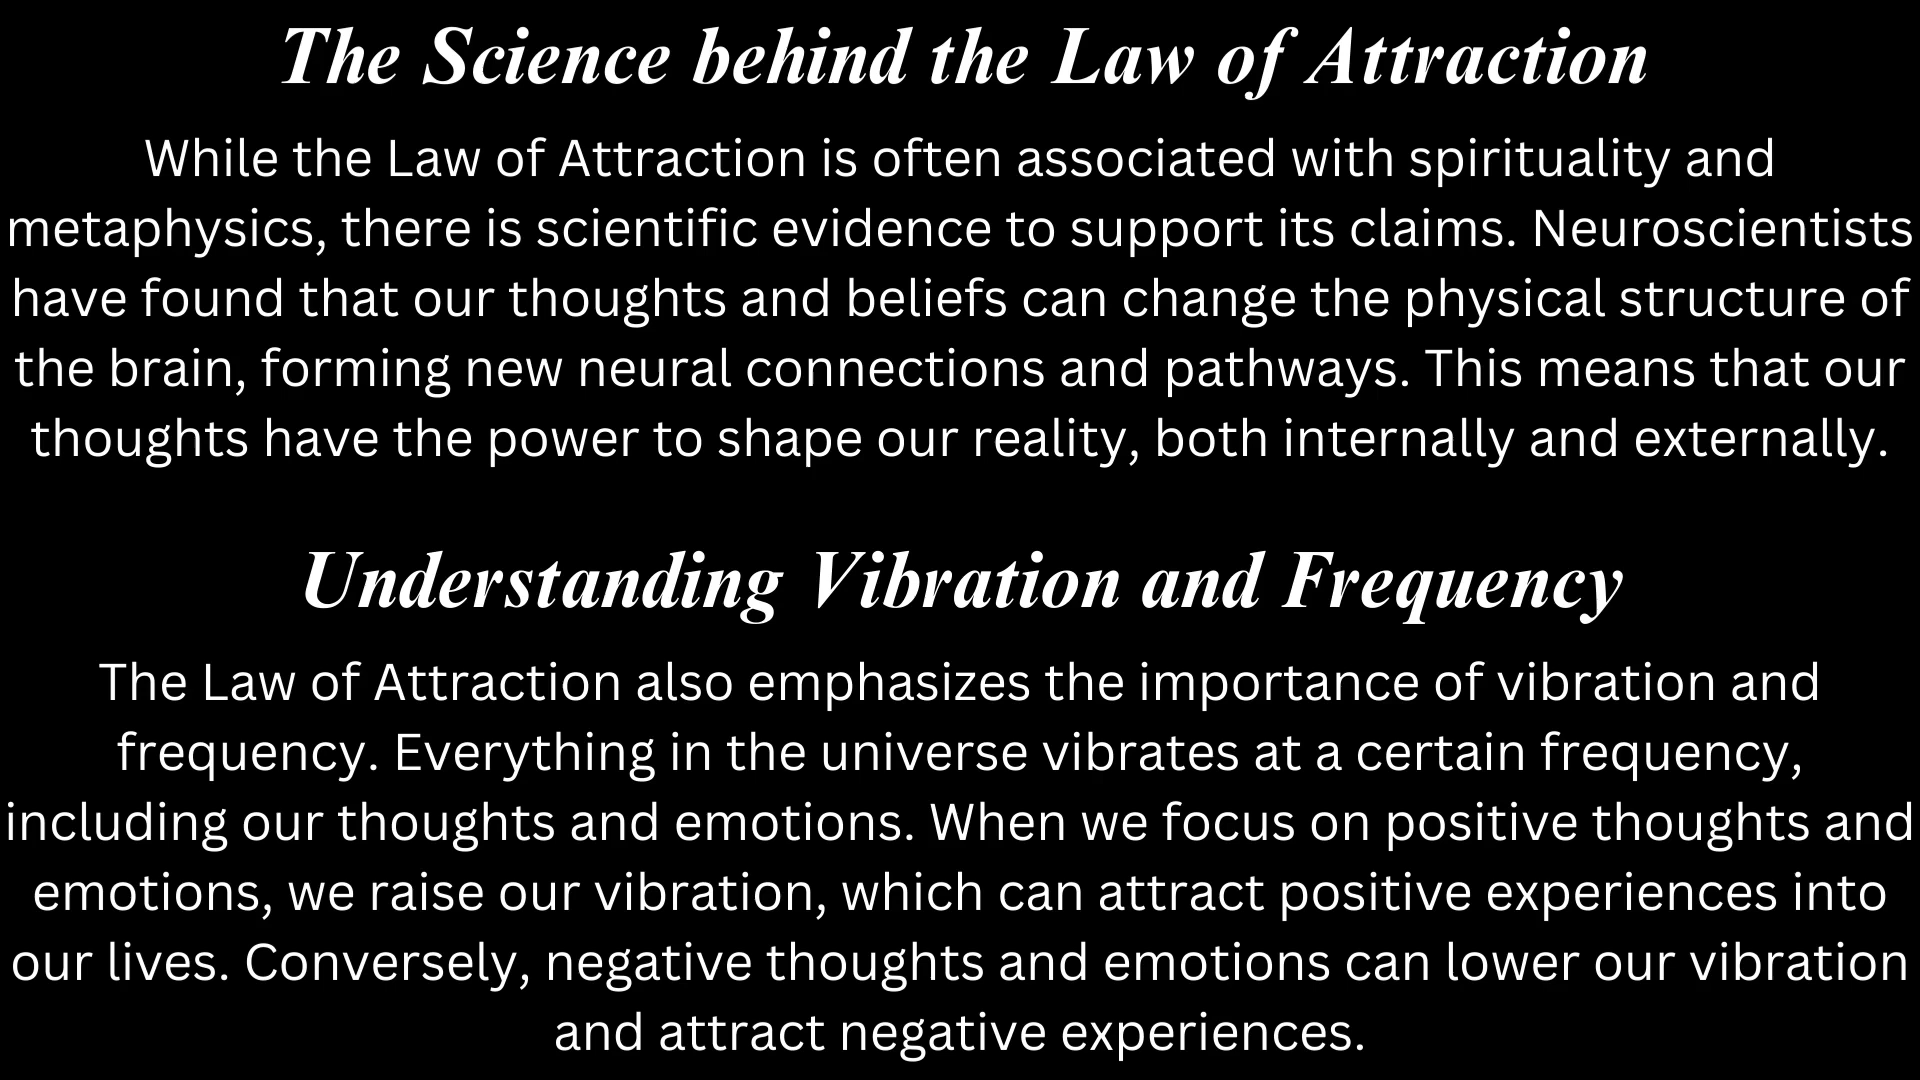 The Science behind the Law of Attraction
While the Law of Attraction is often associated with spirituality and
metaphysics, there is scientific evidence to support its claims. Neuroscientists
have found that our thoughts and beliefs can change the physical structure of
the brain, forming new neural connections and pathways. This means that our
thoughts have the power to shape our reality, both internally and externally.
Understanding Vibration and Frequency
The Law of Attraction also emphasizes the importance of vibration and
frequency. Everything in the universe vibrates at a certain frequency,
including our thoughts and emotions. When we focus on positive thoughts and
emotions, we raise our vibration, which can attract positive experiences into
our lives. Conversely, negative thoughts and emotions can lower our vibration
and attract negative experiences.